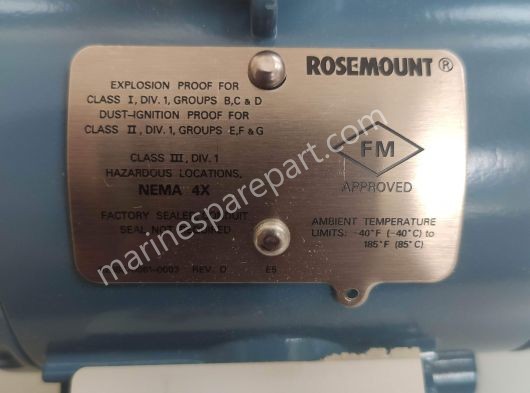 ROSEMOUNT ®
EXPLOSION PROOF FOR
CLASS I, DIV. 1, GROUPS B,C & D
DUST-IGNITION PROOF FOR
CLASS II, DIV. 1, GROUPS E,F & G
CLASS III, DIV. 1
HAZARDOUS LOCATIONS,
NEMA 4X
FACTORY SEALED
SEAL NOT
FM
APPROVED
AMBIENT TEMPERATURE
LIMITS: -40°F (-40°C) to
185°F (85°C)
REV. D E5
marinesparepart.com